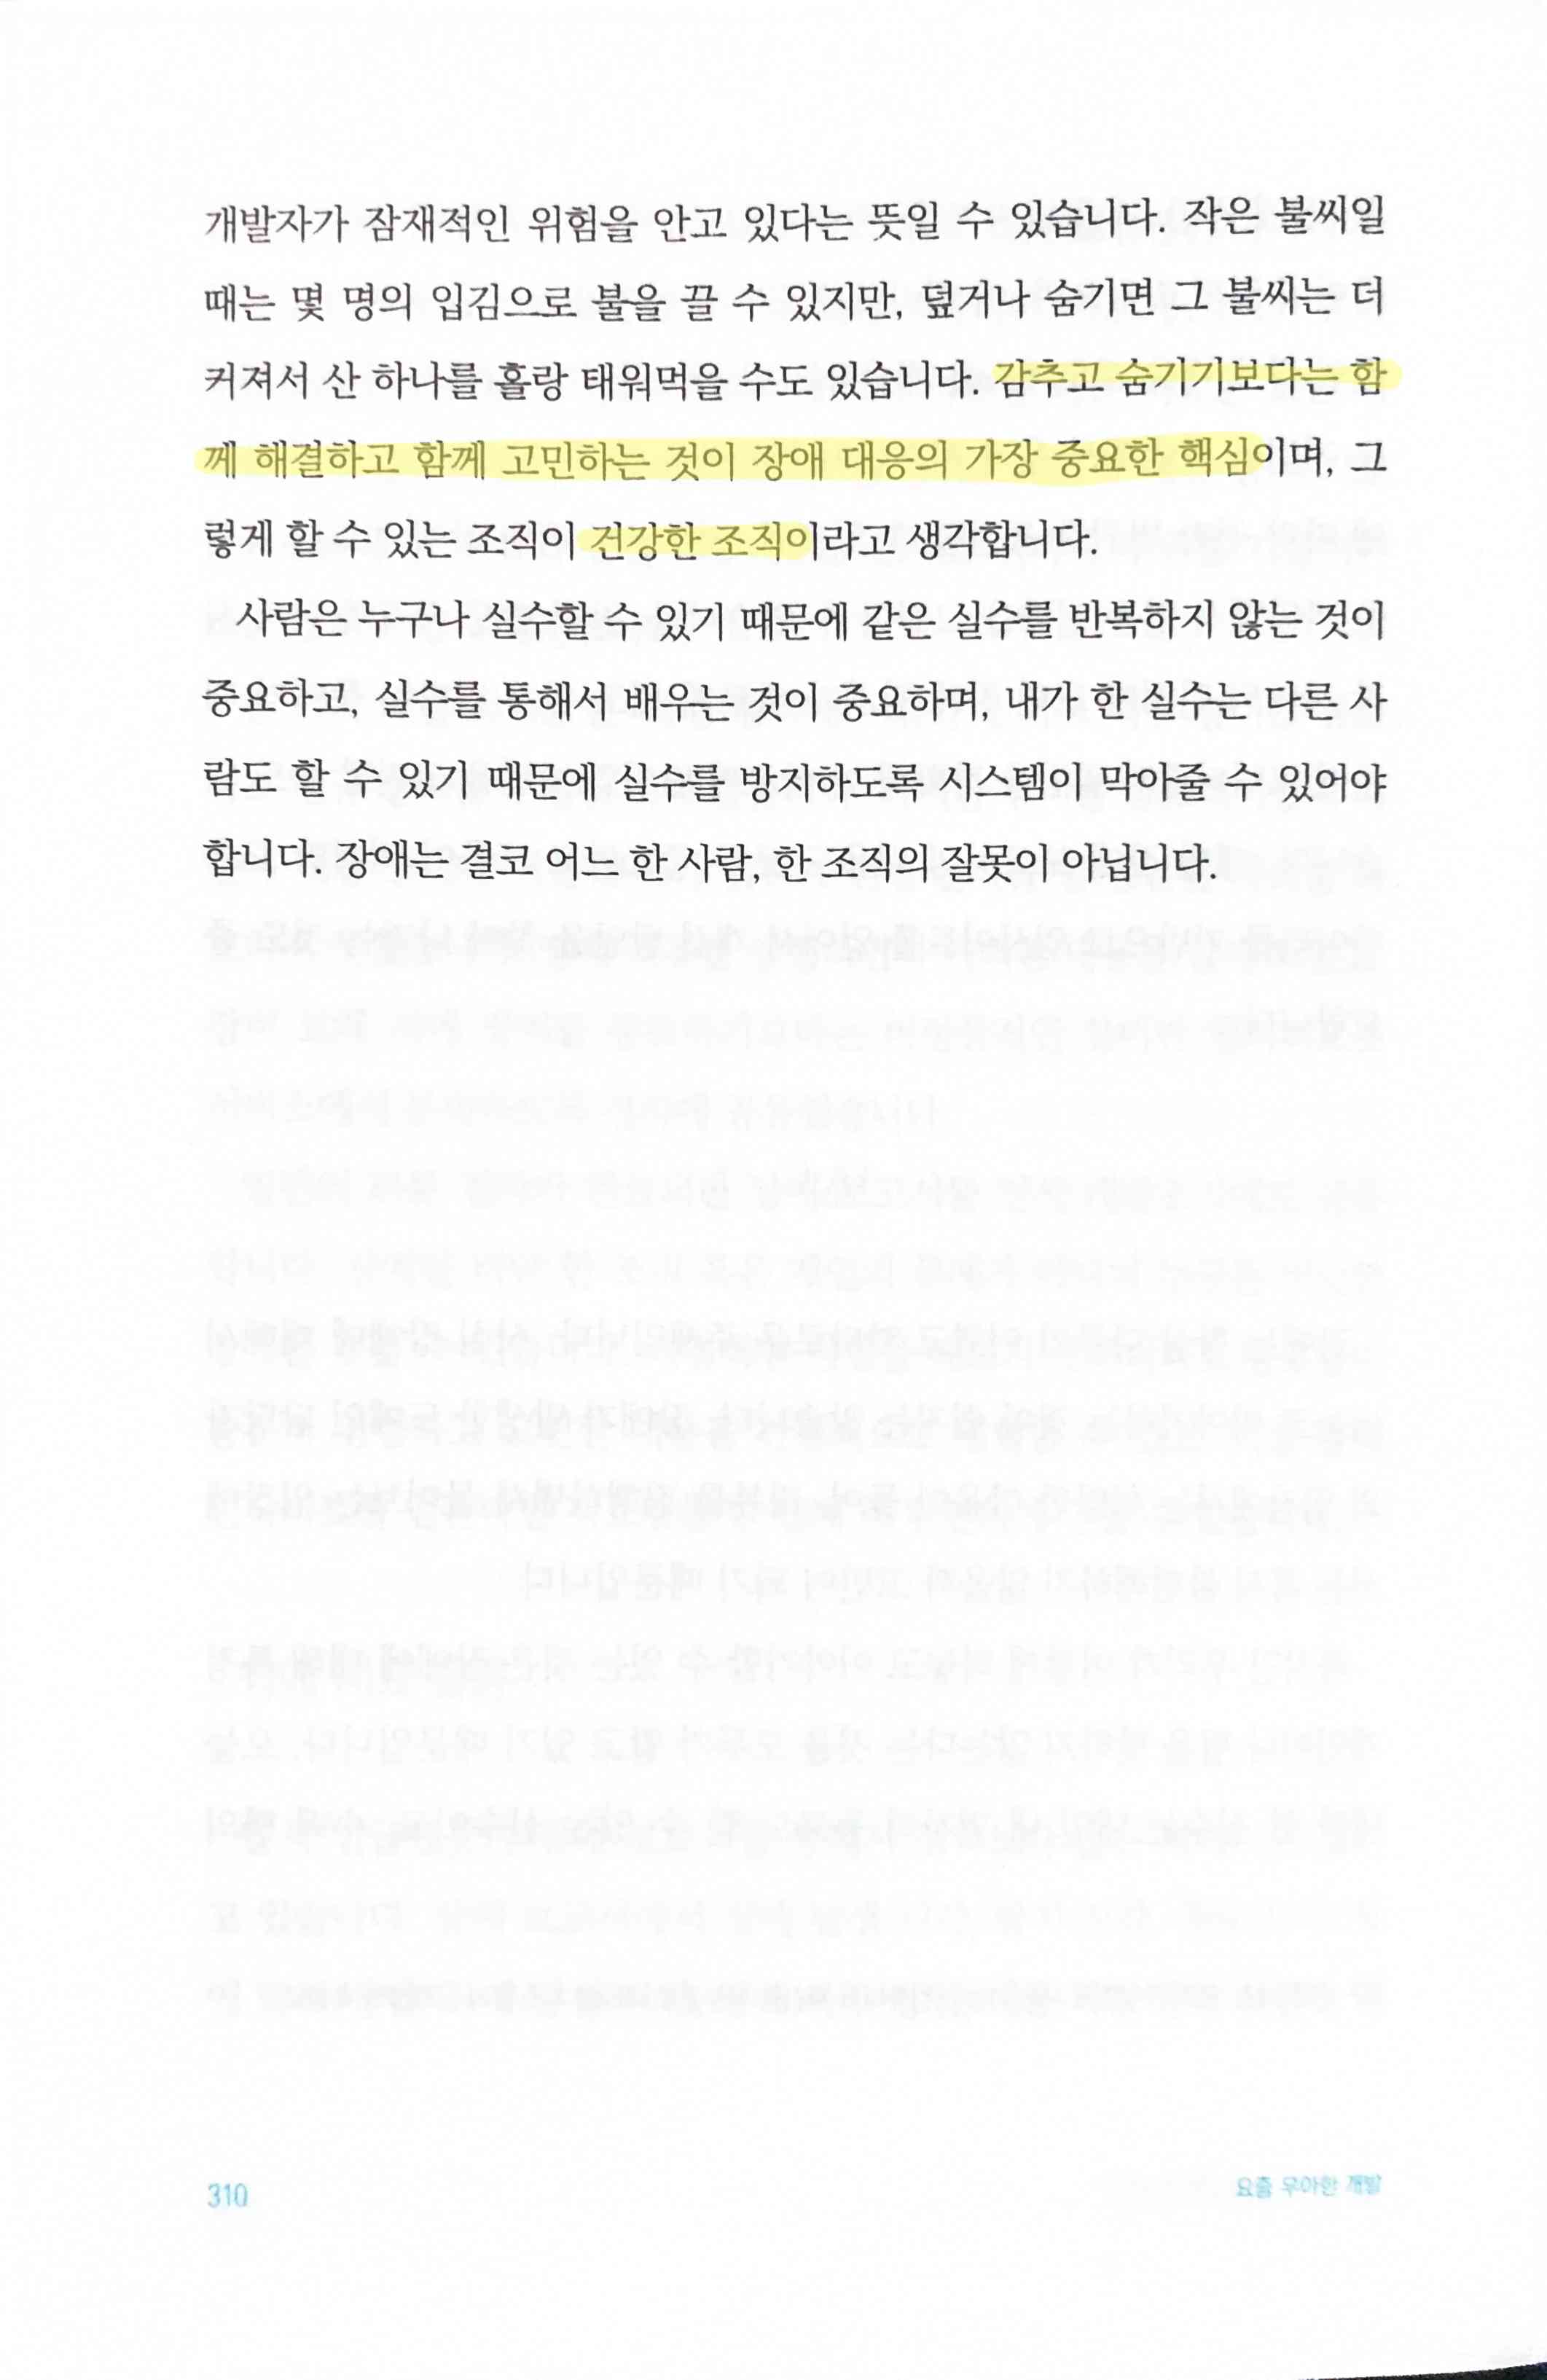 개발자가 잠재적인 위험을 안고 있다는 뜻일 수 있습니다. 작은 불씨일
때는 몇 명의 입김으로 불을 끌 수 있지만, 덮거나 숨기면 그 불씨는 더
커져서 산 하나를 홀랑 태워먹을 수도 있습니다. 감추고 숨기기보다는 함
께 해결하고 함께 고민하는 것이 장애 대응의 가장 중요한 핵심이며, 그
렇게 할 수 있는 조직이 건강한 조직이라고 생각합니다.
사람은 누구나 실수할 수 있기 때문에 같은 실수를 반복하지 않는 것이
중요하고, 실수를 통해서 배우는 것이 중요하며, 내가 한 실수는 다른 사
람도 할 수 있기 때문에 실수를 방지하도록 시스템이 막아줄 수 있어야
합니다. 장애는 결코 어느 한 사람, 한 조직의 잘못이 아닙니다.
310
요즘 우아한 개발